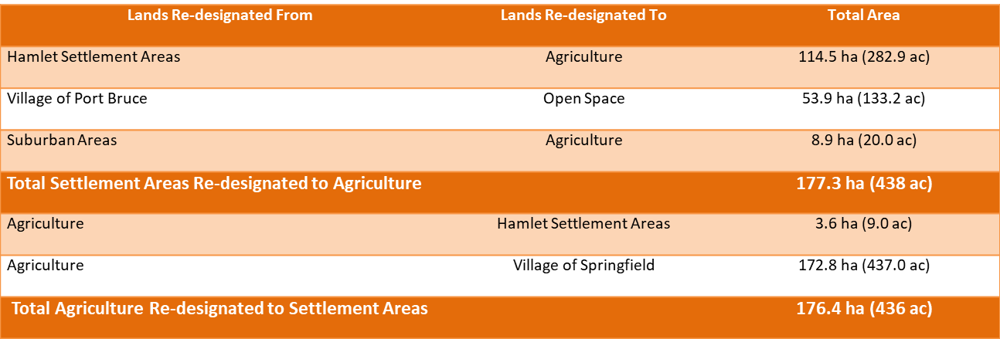 Lands Re-designated From Lands Re-designated To Total Area
Hamlet Settlement Areas Agriculture 114.5 ha (282.9 ac)
Village of Port Bruce Open Space 53.9 ha (133.2 ac)
Suburban Areas Agriculture 8.9 ha (20.0 ac)
Total Settlement Areas Re-designated to Agriculture 177.3 ha (438 ac)
Agriculture Hamlet Settlement Areas 3.6 ha (9.0 ac)
Agriculture Village of Springfield 172.8 ha (437.0 ac)
Total Agriculture Re-designated to Settlement Areas 176.4 ha (436 ac)